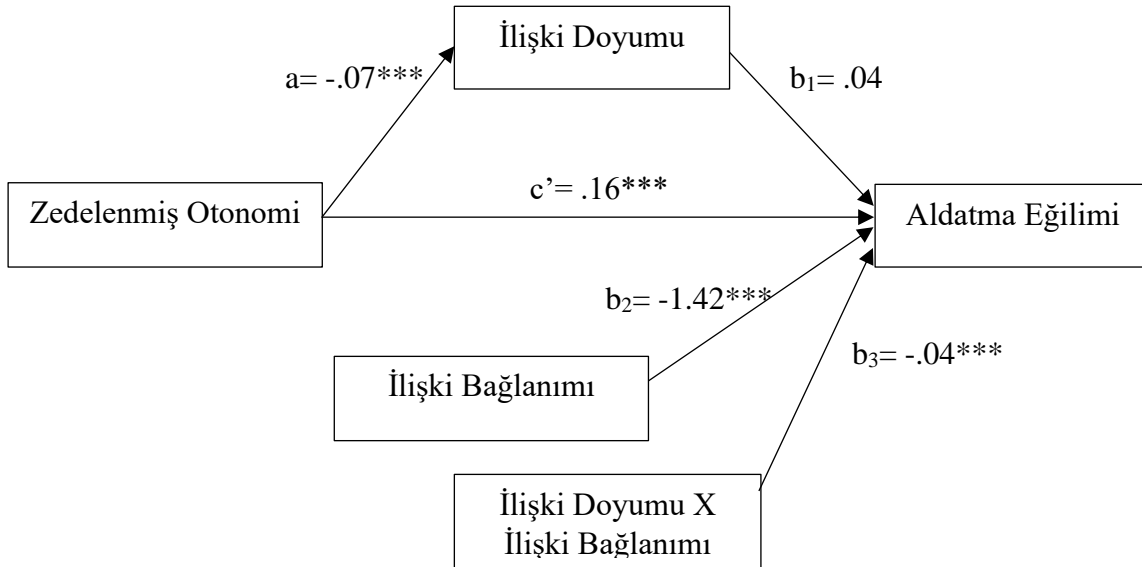 İlişki Doyumu
a= -.07***
b₁= .04
c’= .16***
Zedelenmiş Otonomi
Aldatma Eğilimi
b₂= -1.42***
b₃= -.04***
İlişki Bağlanımı
İlişki Doyumu X
İlişki Bağlanımı